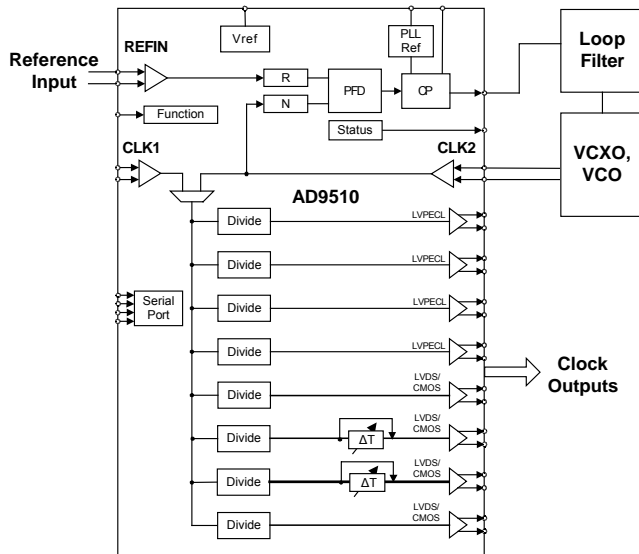 Vref
PLL
Ref
Loop
Filter
REFIN
Reference
Input
R
PFD
CP
N
Function
Status
CLK1
CLK2
VCXO,
VCO
AD9510
Divide
LVPECL
Divide
LVPECL
Serial
Port
Divide
LVPECL
Divide
LVPECL
Clock
Outputs
Divide
LVDS/
CMOS
Divide
ΔT
LVDS/
CMOS
Divide
ΔT
LVDS/
CMOS
Divide
LVDS/
CMOS